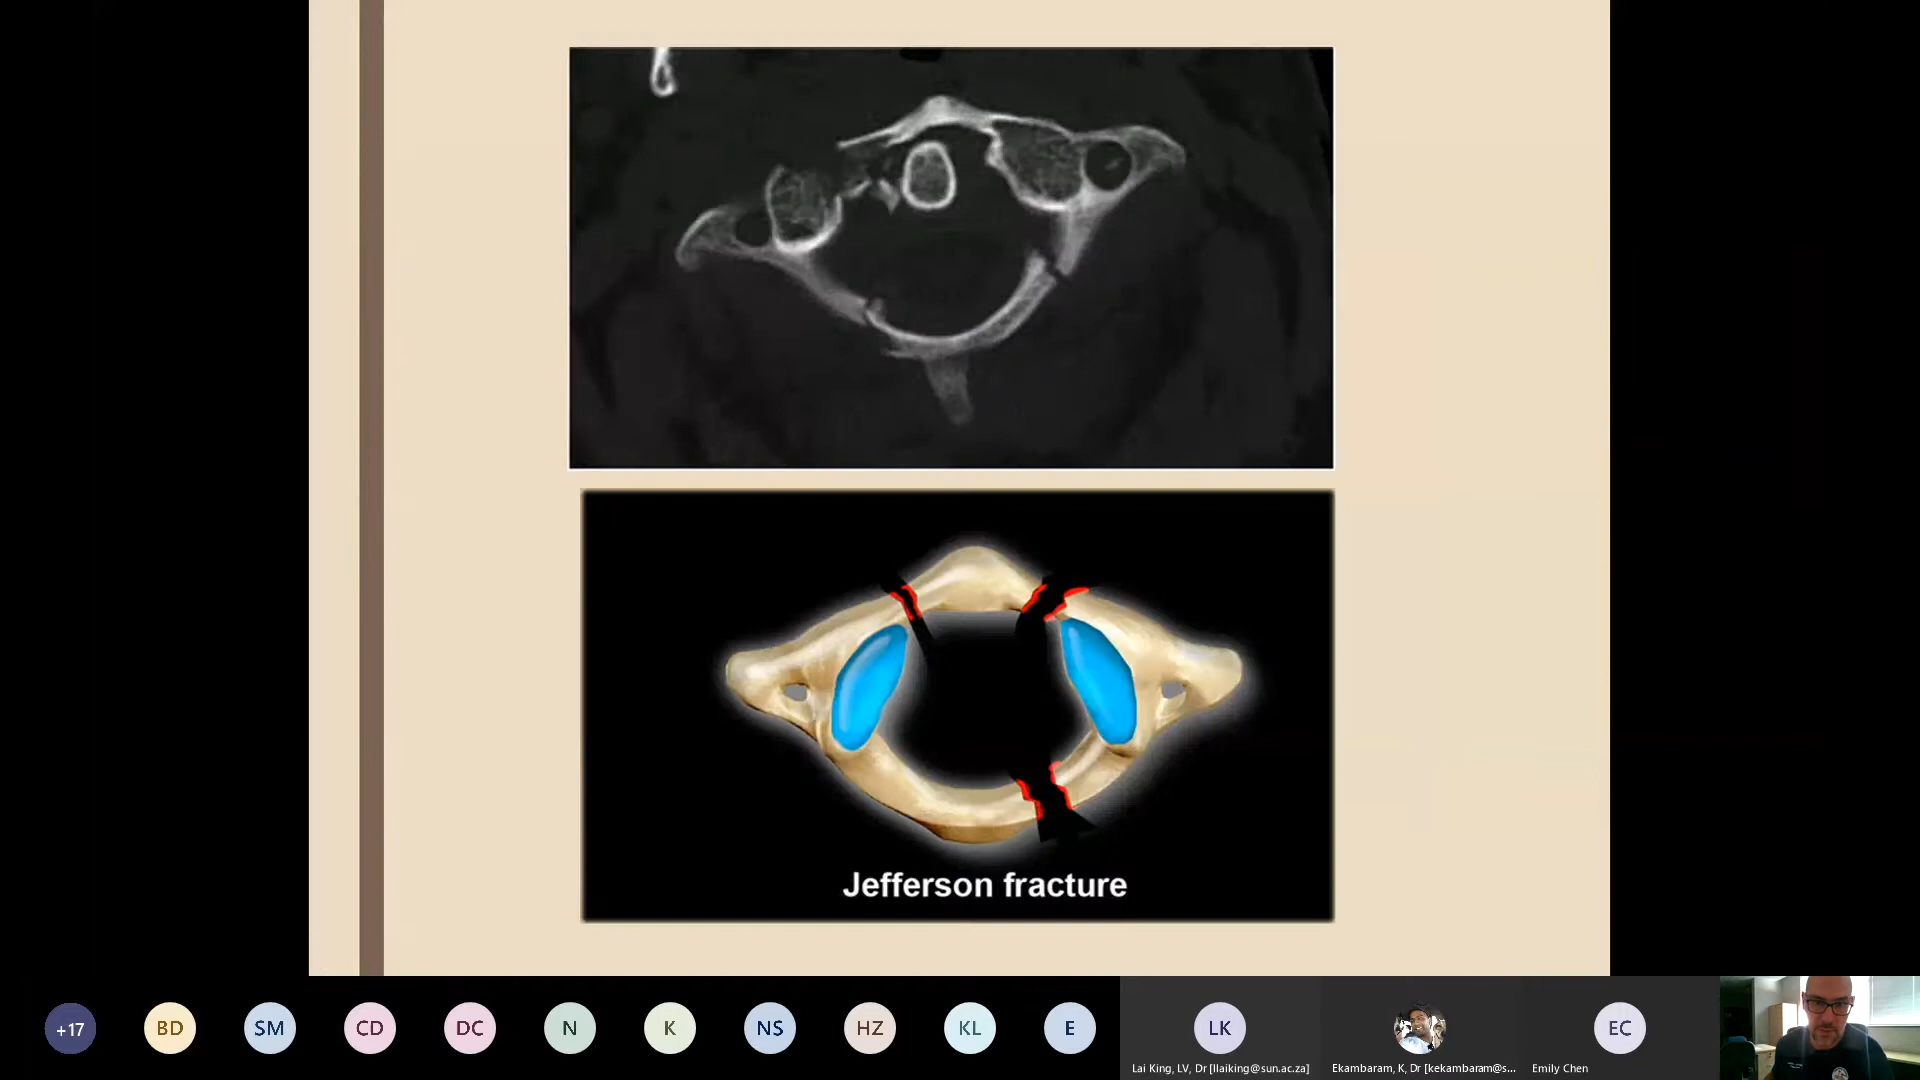 Jefferson fracture
+17
BD
SM
CD
DC
N
K
NS
HZ
KL
E
LK
EC
Lai King, LV, Dr [llaiking@sun.ac.za]
Ekambaram, K, Dr [kekambaram@s...
Emily Chen